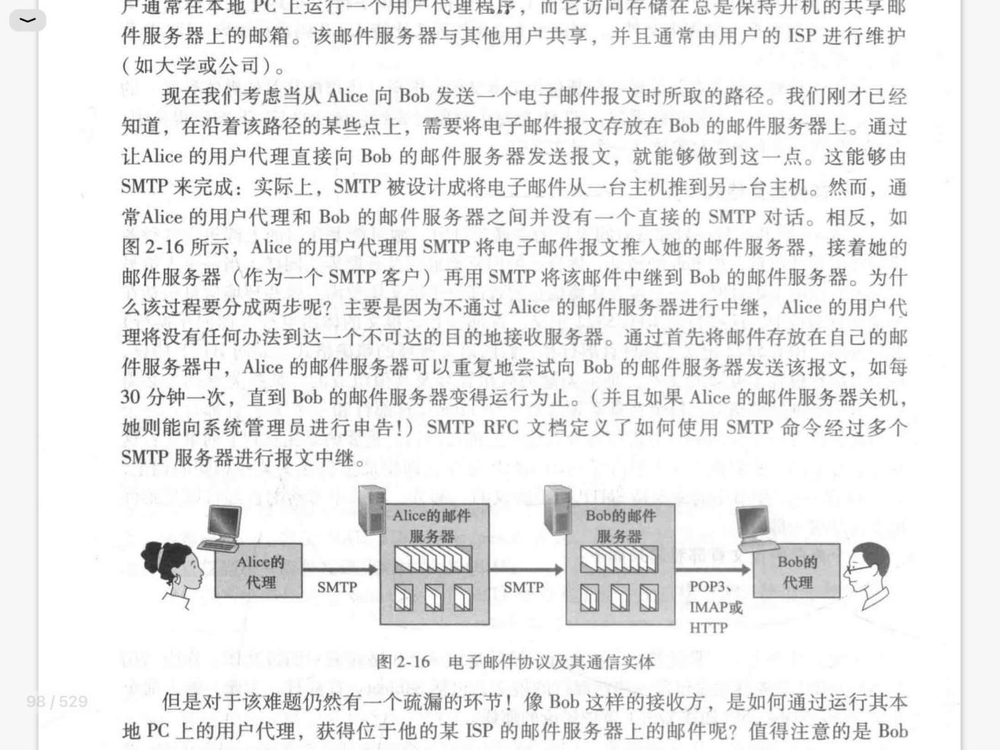 户通常在本地 PC 上运行一个用户代理程序，而它访问存储在总是保持开机的共享邮
件服务器上的邮箱。该邮件服务器与其他用户共享，并且通常由用户的 ISP 进行维护
（如大学或公司）。
现在我们考虑当从 Alice 向 Bob 发送一个电子邮件报文时所取的路径。我们刚才已经
知道，在沿着该路径的某些点上，需要将电子邮件报文存放在 Bob 的邮件服务器上。通过
让Alice 的用户代理直接向 Bob 的邮件服务器发送报文，就能够做到这一点。这能够由
SMTP 来完成：实际上，SMTP 被设计成将电子邮件从一台主机推到另一台主机。然而，通
常Alice 的用户代理和 Bob 的邮件服务器之间并没有一个直接的 SMTP 对话。相反，如
图 2-16 所示，Alice 的用户代理用 SMTP 将电子邮件报文推入她的邮件服务器，接着她的
邮件服务器（作为一个 SMTP 客户）再用 SMTP 将该邮件中继到 Bob 的邮件服务器。为什
么该过程要分成两步呢？主要是因为不通过 Alice 的邮件服务器进行中继，Alice 的用户代
理将没有任何办法到达一个不可达的目的地接收服务器。通过首先将邮件存放在自己的邮
件服务器中，Alice 的邮件服务器可以重复地尝试向 Bob 的邮件服务器发送该报文，如每
30 分钟一次，直到 Bob 的邮件服务器变得运行为止。（并且如果 Alice 的邮件服务器关机，
她则能向系统管理员进行申告！）SMTP RFC 文档定义了如何使用 SMTP 命令经过多个
SMTP 服务器进行报文中继。
Alice的
代理
SMTP
Alice的邮件
服务器
SMTP
Bob的邮件
服务器
POP3、
IMAP或
HTTP
Bob的
代理
图 2-16 电子邮件协议及其通信实体
但是对于该难题仍然有一个疏漏的环节！像 Bob 这样的接收方，是如何通过运行其本
地 PC 上的用户代理，获得位于他的某 ISP 的邮件服务器上的邮件呢？值得注意的是 Bob
98 / 529